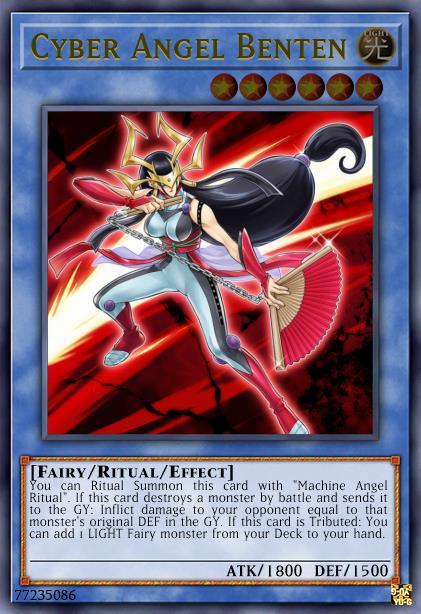 CYBER ANGEL BENTEN
LIGHT
光
[FAIRY/RITUAL/EFFECT]
You can Ritual Summon this card with "Machine Angel
Ritual". If this card destroys a monster by battle and sends it
to the GY: Inflict damage to your opponent equal to that
monster's original DEF in the GY. If this card is Tributed: You
can add 1 LIGHT Fairy monster from your Deck to your hand.
ATK/1800 DEF/1500
77235086